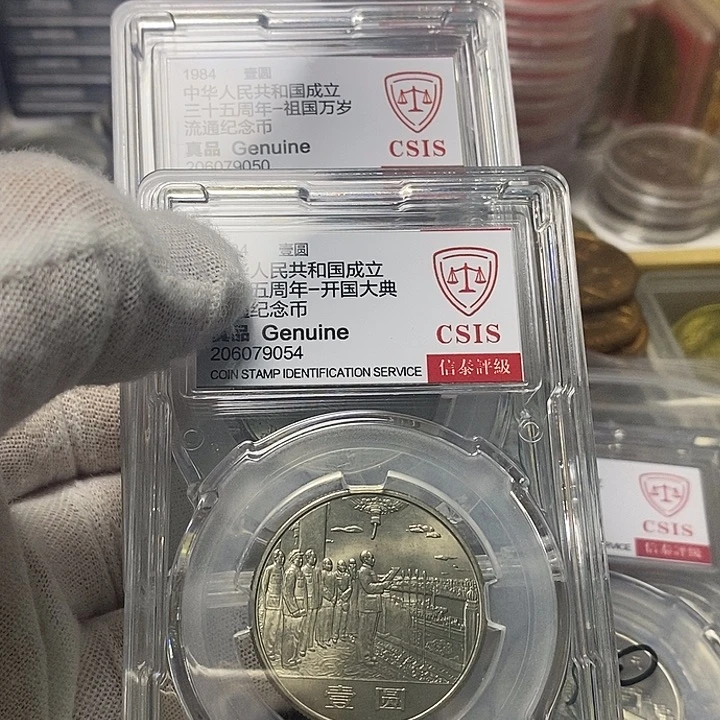 1984 壹圆
中华人民共和国成立
三十五周年-祖国万岁
流通纪念币
真品 Genuine
206079050
CSIS
4 壹圆
人民共和国成立
五周年-开国大典
纪念币
真品 Genuine
206079054
COIN STAMP IDENTIFICATION SERVICE
CSIS
信泰評級
壹圆
CSIS
信泰評級